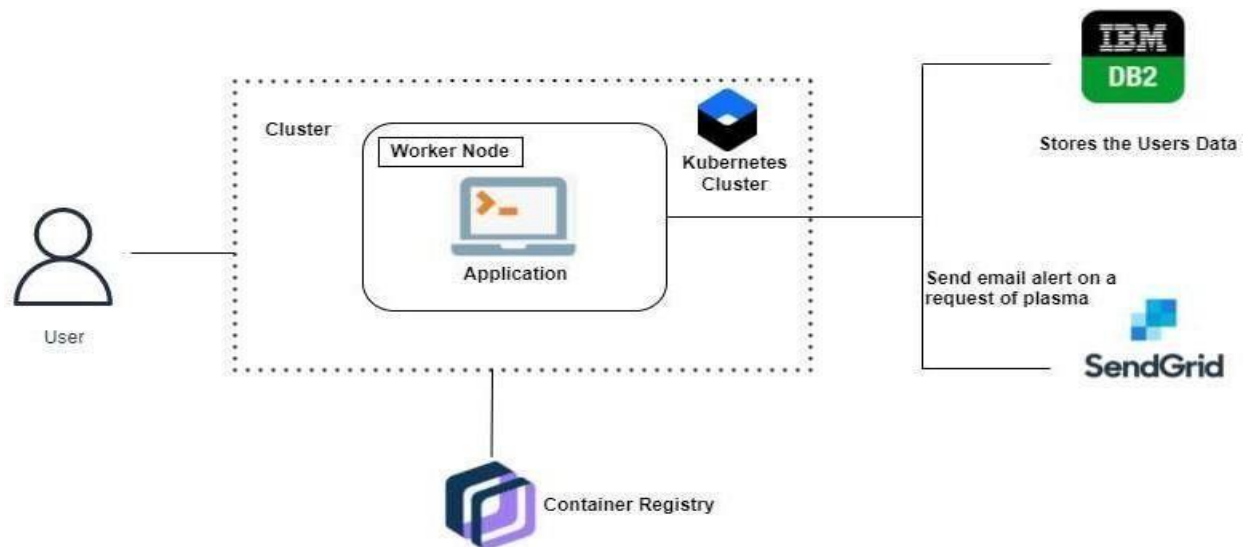 IBM
DB2
Stores the Users Data
Cluster
Worker Node
Kubernetes
Cluster
Application
User
Send email alert on a
request of plasma
SendGrid
Container Registry